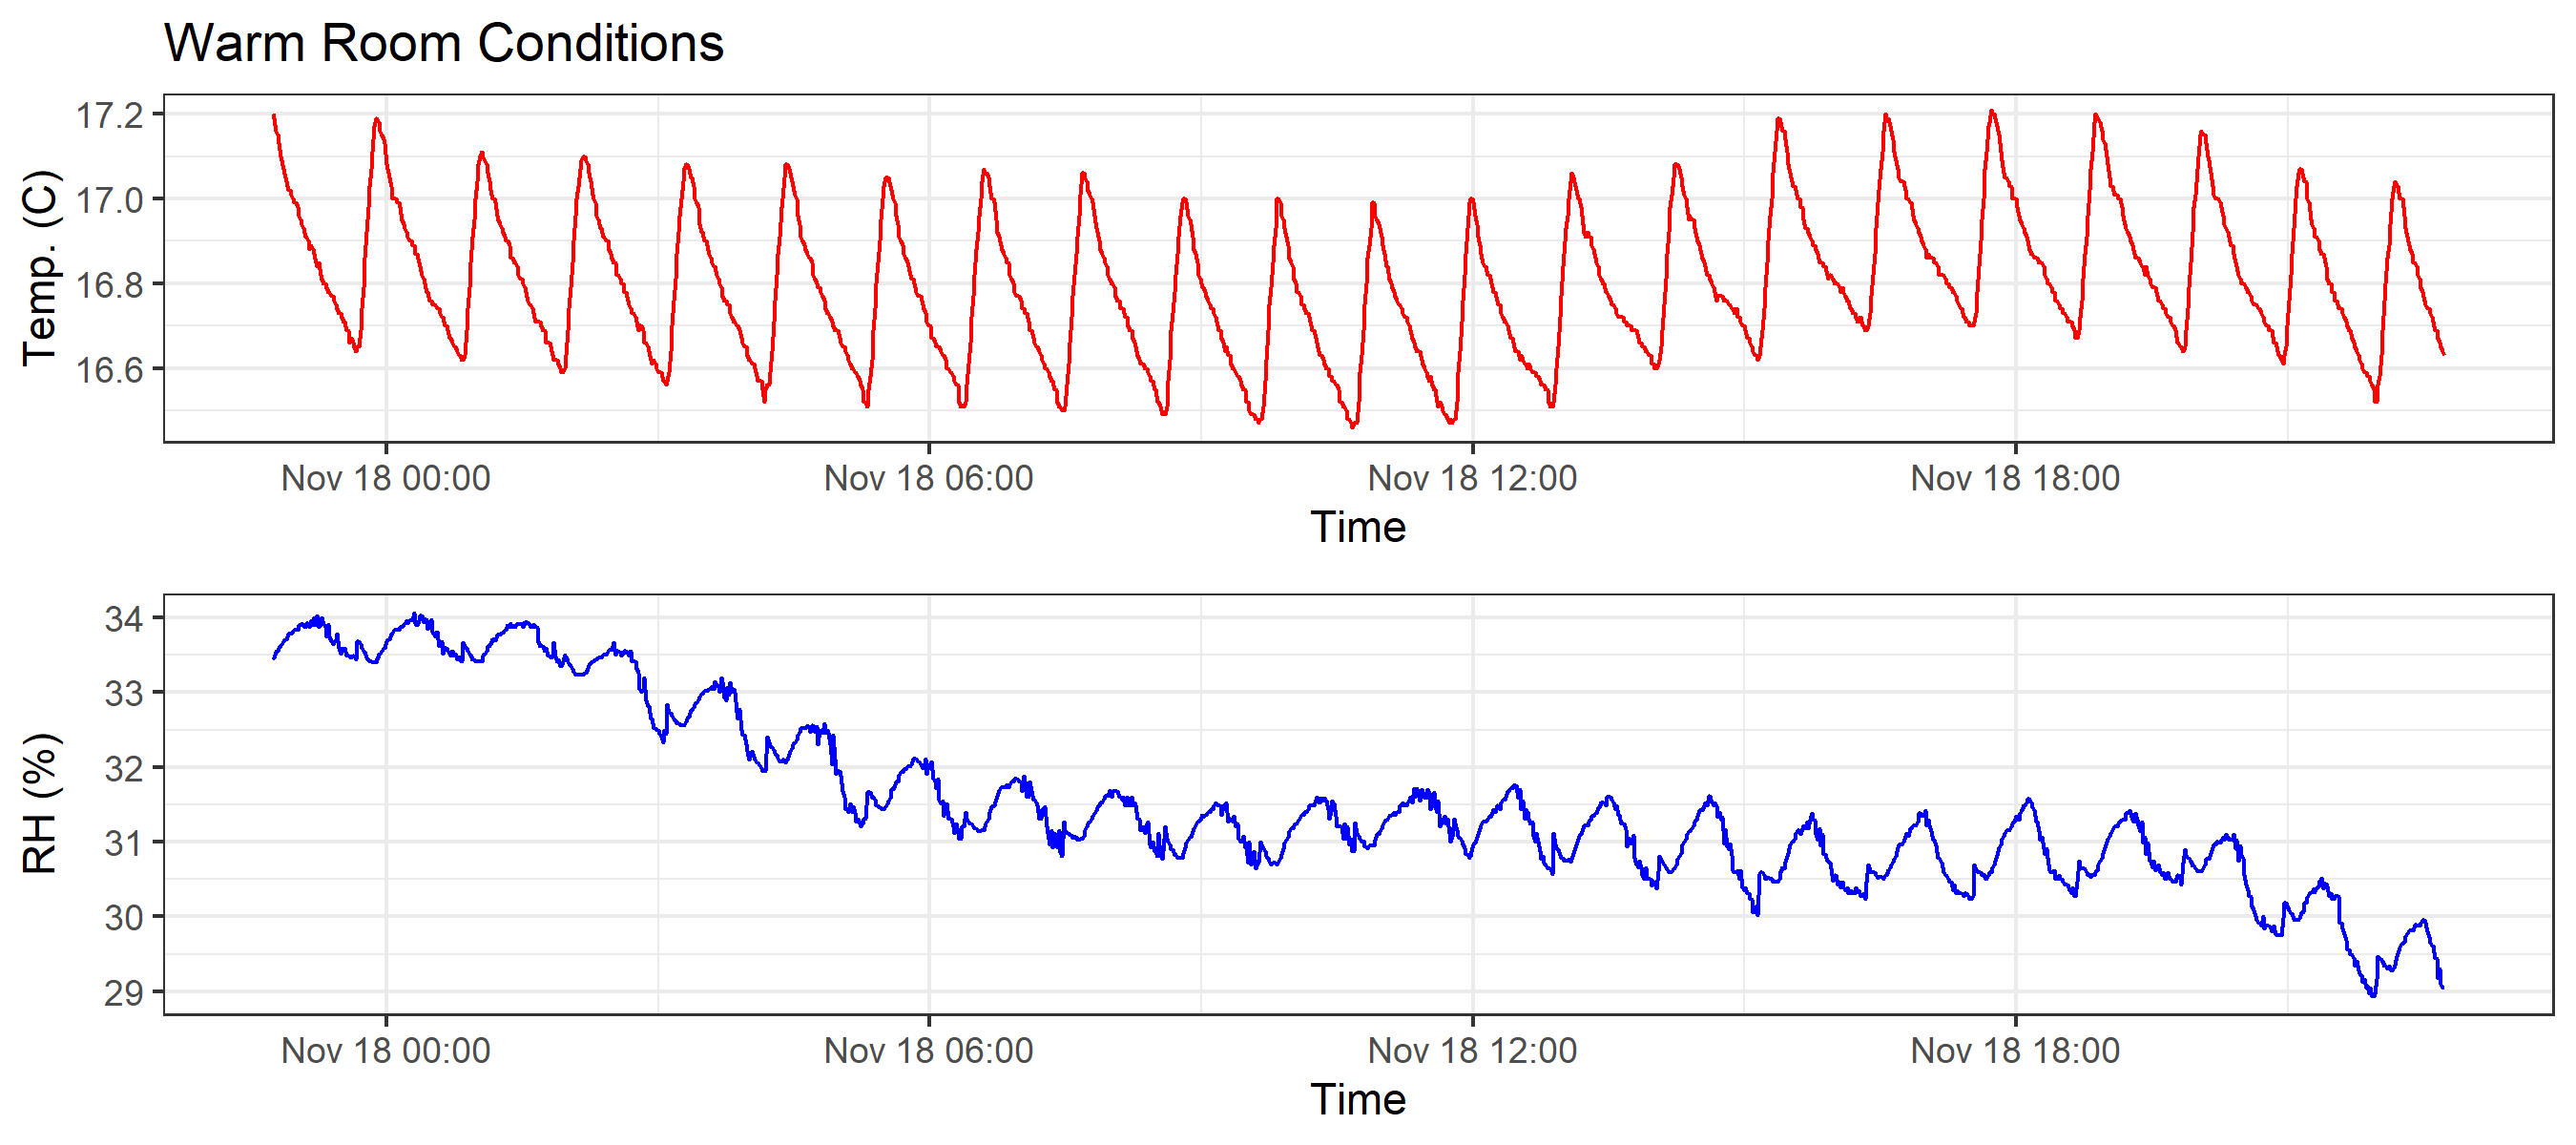 Warm Room Conditions
17.2
17.0
16.8
16.6
Temp. (C)
Nov 18 00:00 Nov 18 06:00 Nov 18 12:00 Nov 18 18:00
Time
34
33
32
31
30
29
RH (%)
Nov 18 00:00 Nov 18 06:00 Nov 18 12:00 Nov 18 18:00
Time